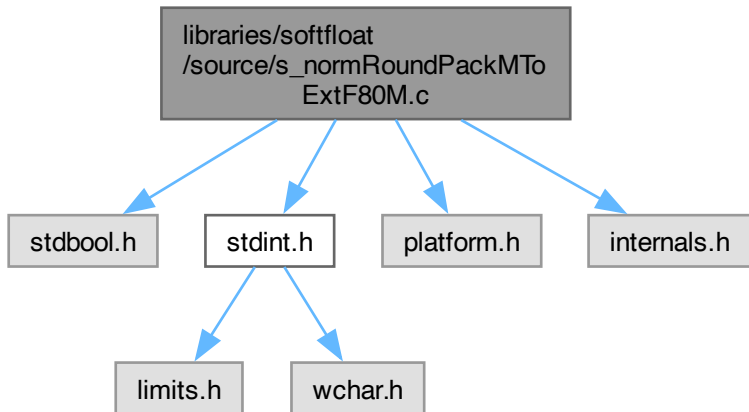 libraries/softfloat
/source/s_normRoundPackMTo
ExtF80M.c
stdbool.h
stdint.h
platform.h
internals.h
limits.h
wchar.h